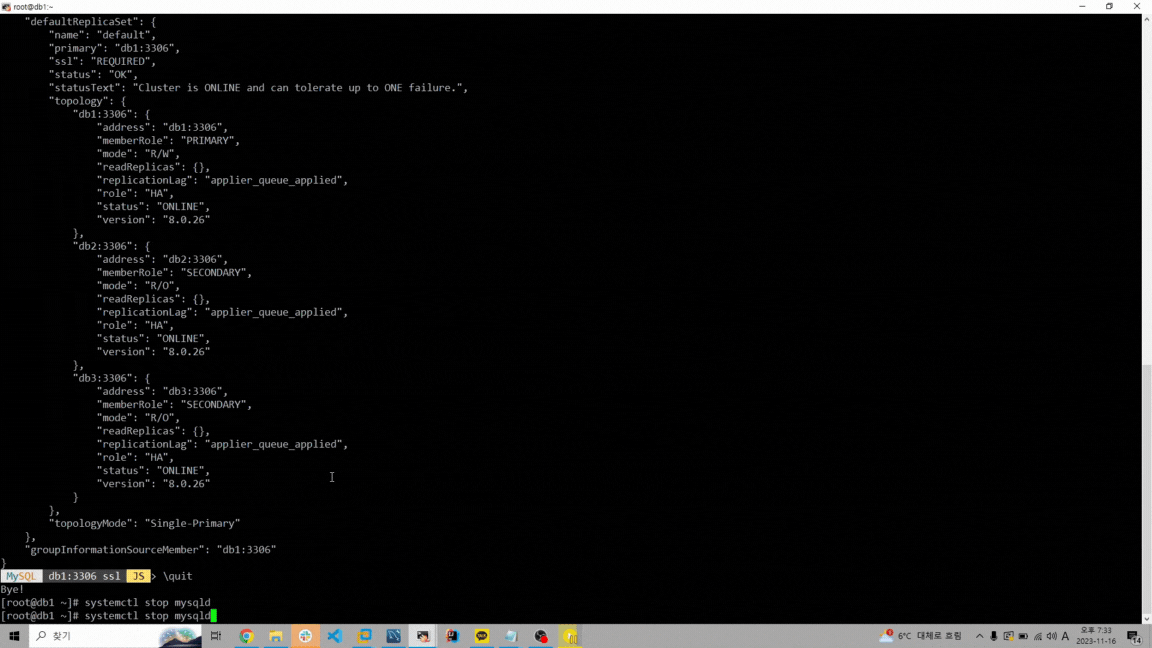 root@db1:~
"defaultReplicaSet": {
"name": "default",
"primary": "db1:3306",
"ssl": "REQUIRED",
"status": "OK",
"statusText": "Cluster is ONLINE and can tolerate up to ONE failure.",
"topology": {
"db1:3306": {
"address": "db1:3306",
"memberRole": "PRIMARY",
"mode": "R/W",
"readReplicas": {},
"replicationLag": "applier_queue_applied",
"role": "HA",
"status": "ONLINE",
"version": "8.0.26"
},
"db2:3306": {
"address": "db2:3306",
"memberRole": "SECONDARY",
"mode": "R/O",
"readReplicas": {},
"replicationLag": "applier_queue_applied",
"role": "HA",
"status": "ONLINE",
"version": "8.0.26"
},
"db3:3306": {
"address": "db3:3306",
"memberRole": "SECONDARY",
"mode": "R/O",
"readReplicas": {},
"replicationLag": "applier_queue_applied",
"role": "HA",
"status": "ONLINE",
"version": "8.0.26"
}
},
"topologyMode": "Single-Primary"
},
"groupInformationSourceMember": "db1:3306"
}
MySQL db1:3306 ssl JS > \quit
Bye!
[root@db1 ~]# systemctl stop mysqld
[root@db1 ~]# systemctl stop mysqld
찾기
6°C 대체로 흐림
A
오후 7:33
2023-11-16
14